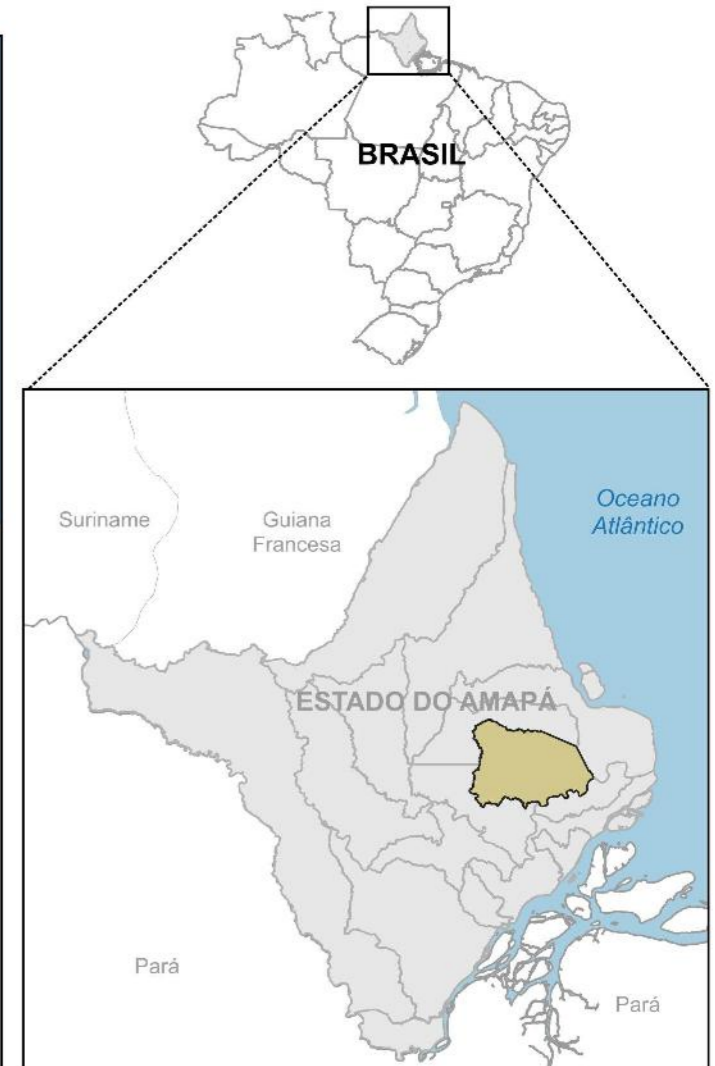 BRASIL
Oceano
Atlântico
Suriname
Guiana
Francesa
ESTADO DO AMAPÁ
Pará
Pará